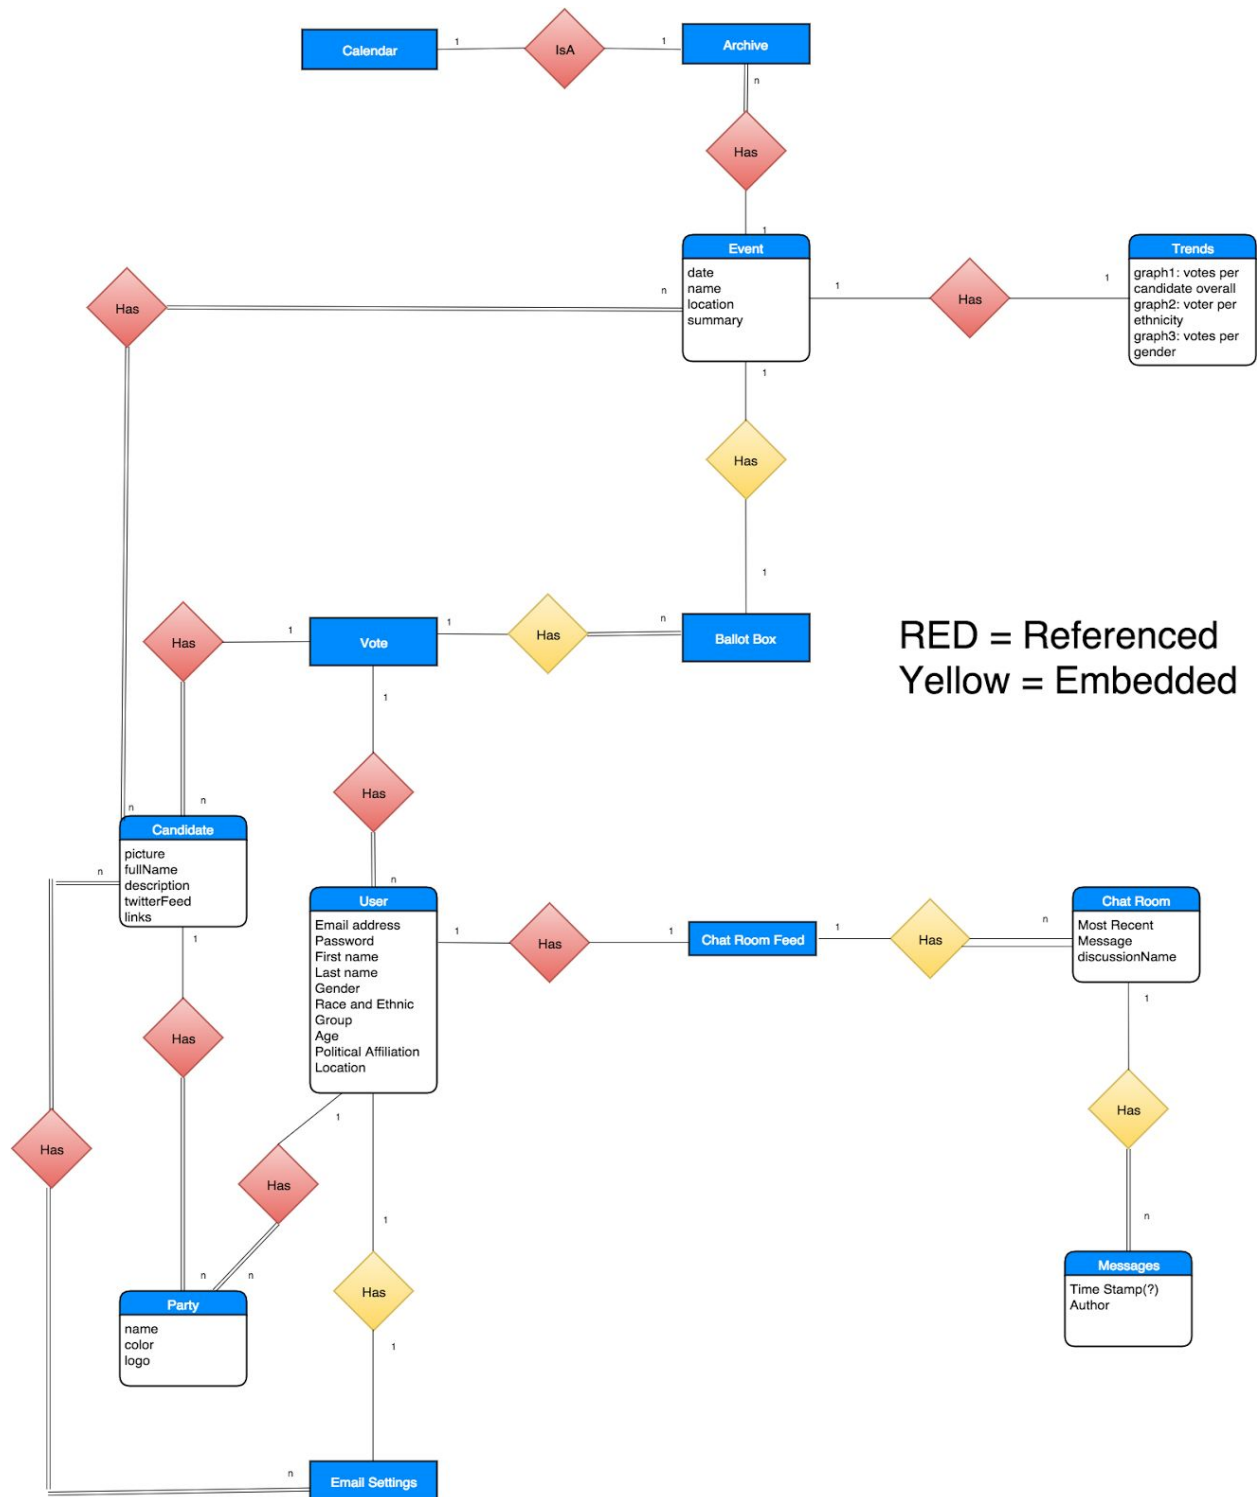 Calendar
1
IsA
1
Archive
n
Has
1
Event
date
name
location
summary
n
Has
1
Has
1
Trends
graph1: votes per
candidate overall
graph2: voter per
ethnicity
graph3: votes per
gender
1
Has
1
RED = Referenced
Yellow = Embedded
Has
1
Vote
1
Has
n
Ballot Box
1
Has
n
n
n
Candidate
picture
fullName
description
twitterFeed
links
n
1
User
Email address
Password
First name
Last name
Gender
Race and Ethnic
Group
Age
Political Affiliation
Location
1
Has
1
Chat Room Feed
1
Has
n
Chat Room
Most Recent
Message
discussionName
1
Has
Has
1
Has
Has
n
n
Party
name
color
logo
1
Has
1
n
Messages
Time Stamp(?)
Author
Has
n
Email Settings